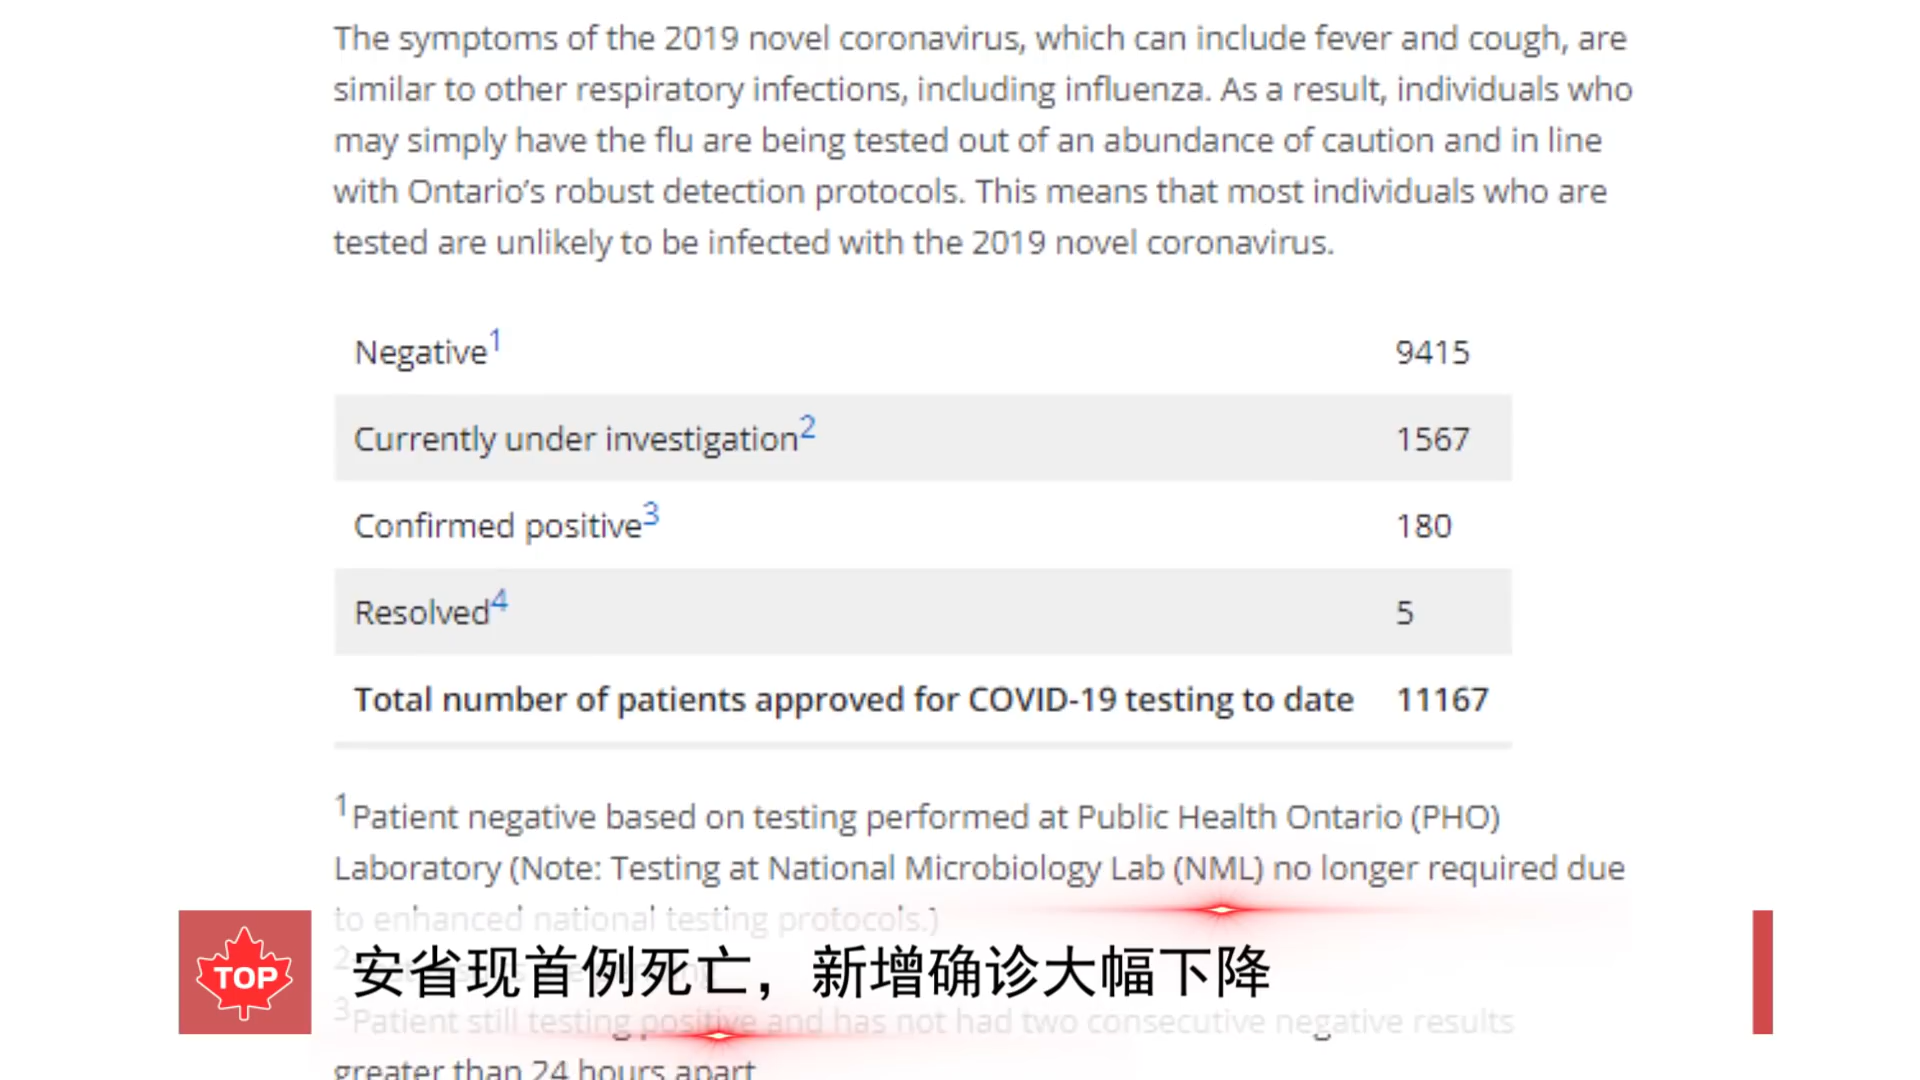 The symptoms of the 2019 novel coronavirus, which can include fever and cough, are
similar to other respiratory infections, including influenza. As a result, individuals who
may simply have the flu are being tested out of an abundance of caution and in line
with Ontario’s robust detection protocols. This means that most individuals who are
tested are unlikely to be infected with the 2019 novel coronavirus.
Negative1 9415
Currently under investigation2 1567
Confirmed positive3 180
Resolved4 5
Total number of patients approved for COVID-19 testing to date 11167
1Patient negative based on testing performed at Public Health Ontario (PHO)
Laboratory (Note: Testing at National Microbiology Lab (NML) no longer required due
to enhanced national testing protocols.)
2
TOP 安省现首例死亡，新增确诊大幅下降
3Patient still testing positive and has not had two consecutive negative results
greater than 24 hours apart